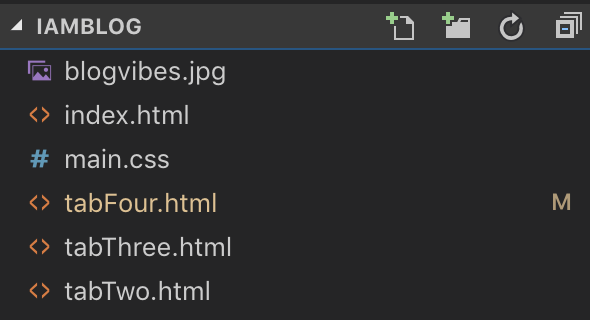 IAMBLOG
blogvibes.jpg
index.html
# main.css
tabFour.html M
tabThree.html
tabTwo.html